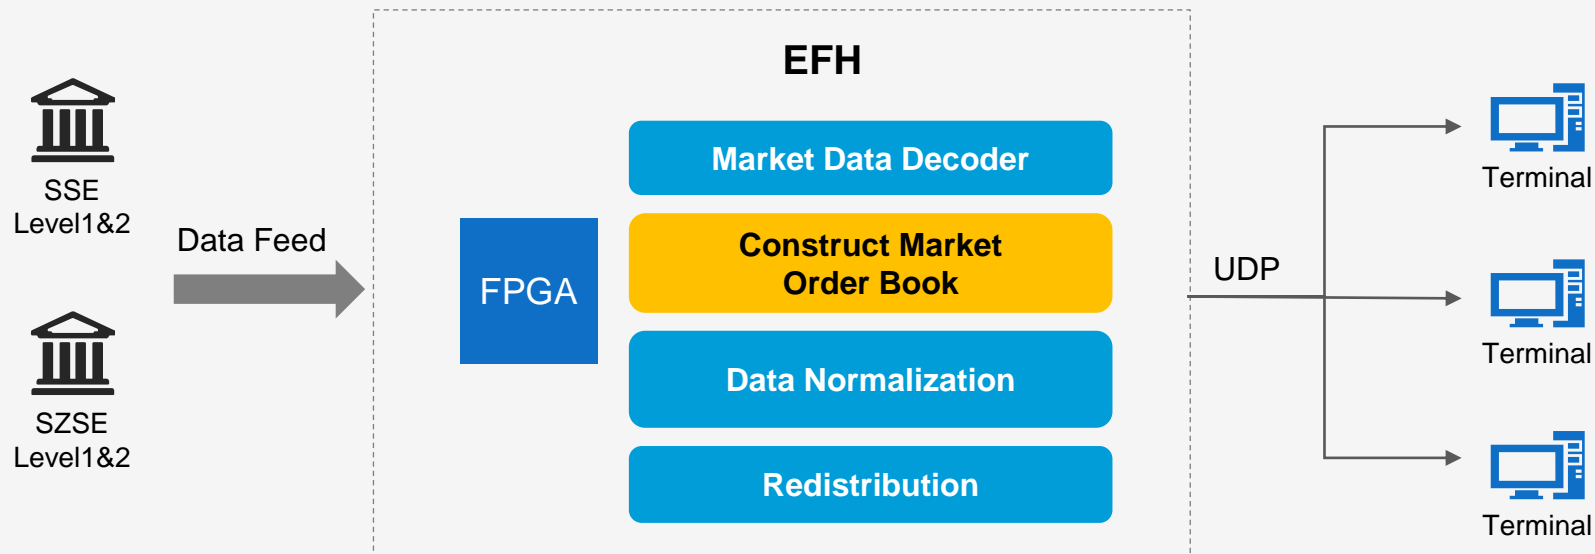 EFH
SSE
Level1&2
SZSE
Level1&2
Data Feed
FPGA
Market Data Decoder
Construct Market
Order Book
Data Normalization
Redistribution
UDP
Terminal
Terminal
Terminal